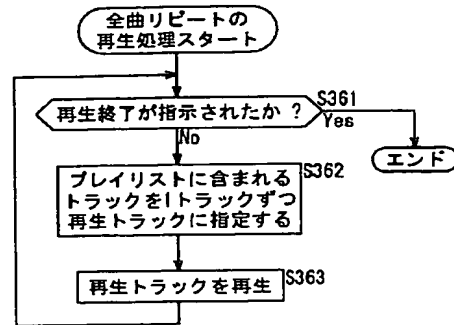 全曲リピートの
再生処理スタート
再生終了が指示されたか ?
S361
Yes
No
エンド
プレイリストに含まれる
トラックを1トラックずつ
再生トラックに指定する
S362
再生トラックを再生
S363